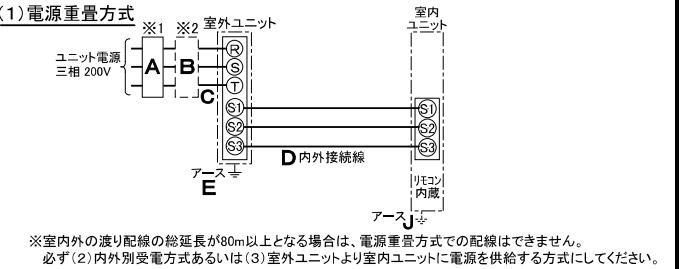 (1)電源重畳方式
※1 ※2
室外ユニット
室内
ユニット
ユニット電源
三相 200V
A
B
C
R
S
T
S1
S2
S3
S1
S2
S3
D 内外接続線
アース
E
リモコン
内蔵
アース J
※室内外の渡り配線の総延長が80m以上となる場合は、電源重畳方式での配線はできません。
必ず(2)内外別受電方式あるいは(3)室外ユニットより室内ユニットに電源を供給する方式にしてください。